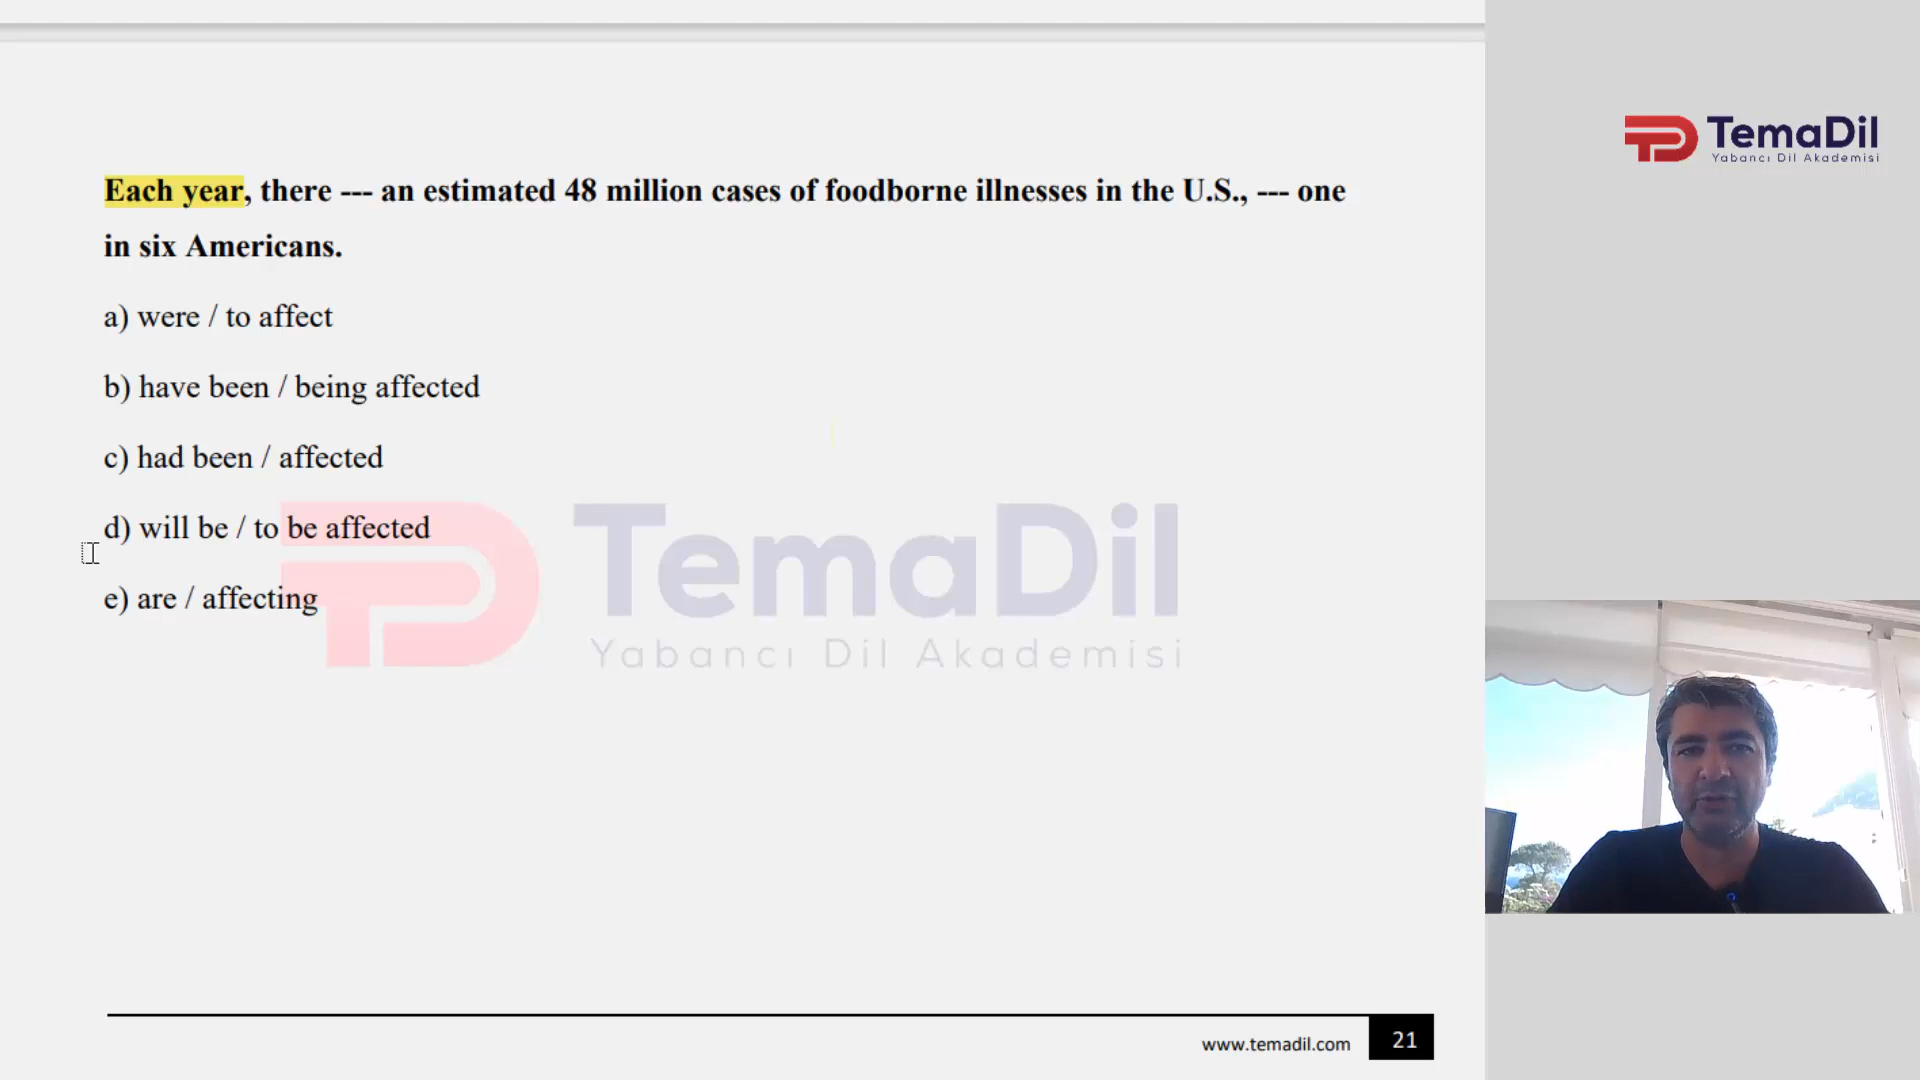 TemaDil
Yabancı Dil Akademisi
Each year, there --- an estimated 48 million cases of foodborne illnesses in the U.S., --- one
in six Americans.
a) were / to affect
b) have been / being affected
c) had been / affected
d) will be / to be affected
e) are / affecting
TemaDil
Yabancı Dil Akademisi
www.temadil.com
21